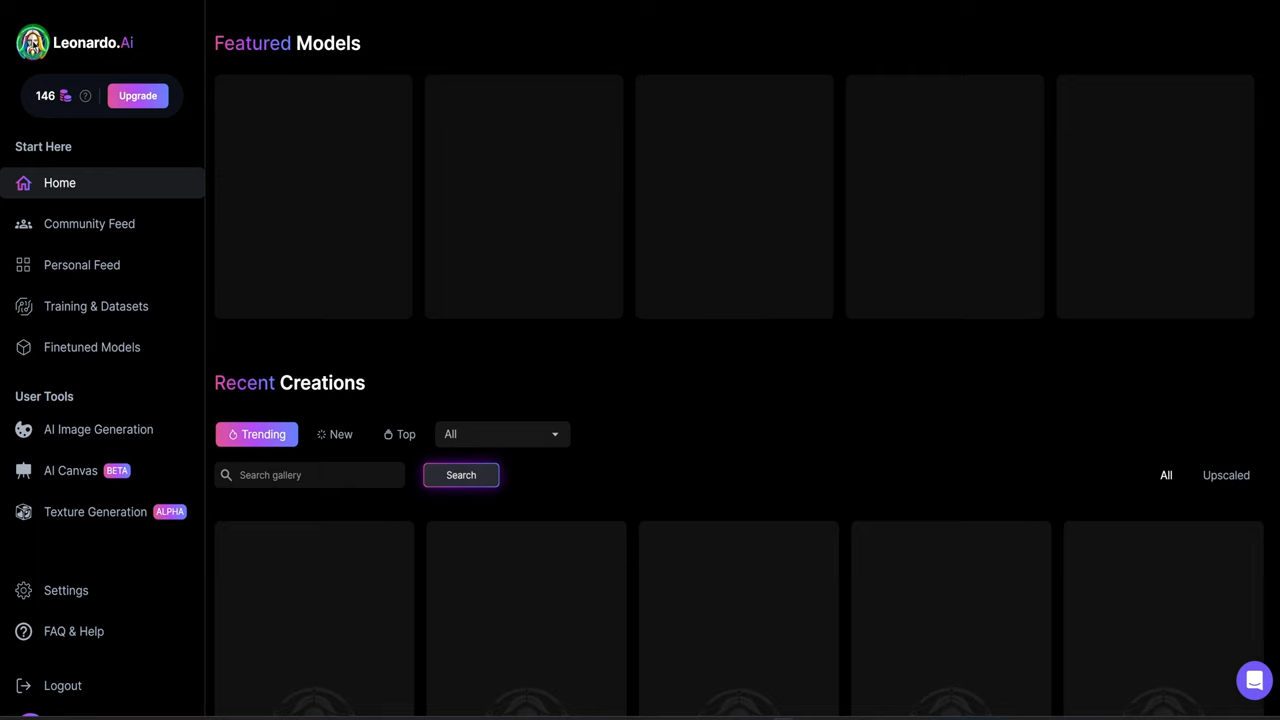 Leonardo.Ai
146
Upgrade
Start Here
Home
Community Feed
Personal Feed
Training & Datasets
Finetuned Models
User Tools
AI Image Generation
AI Canvas BETA
Texture Generation ALPHA
Settings
FAQ & Help
Logout
Featured Models
Recent Creations
Trending New Top All
Search gallery Search All Upscaled